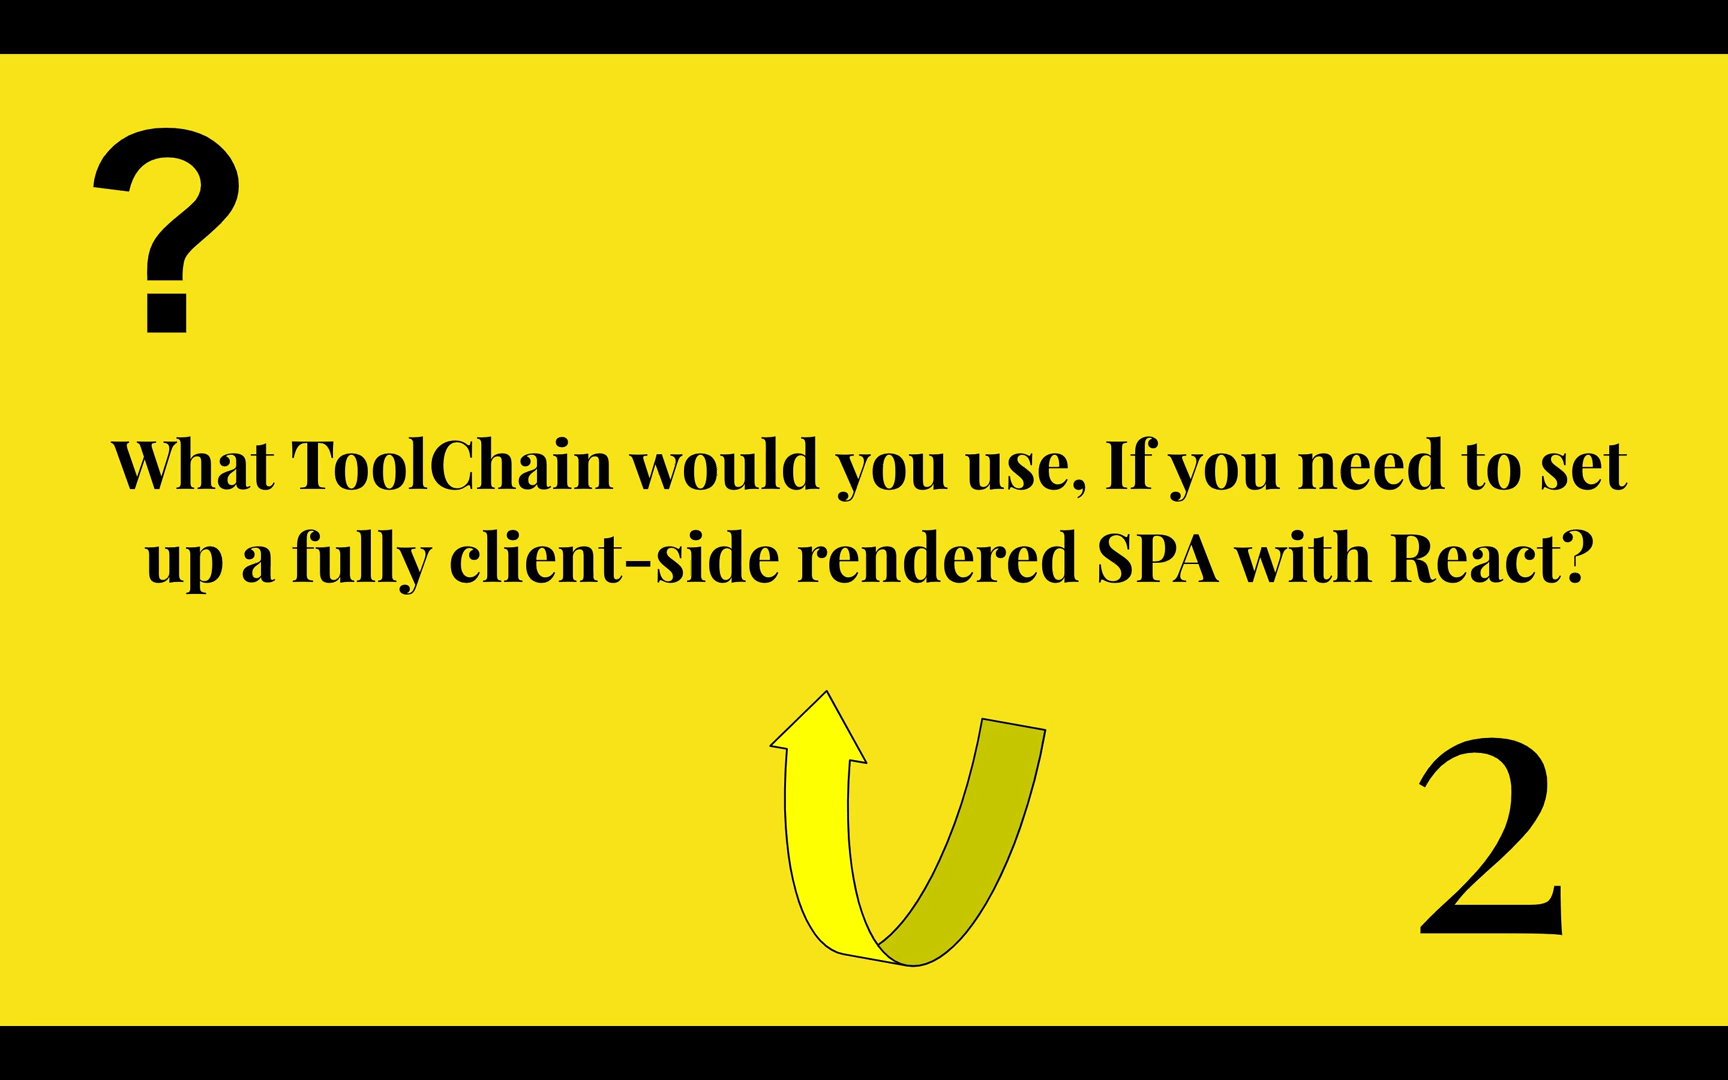 ?
What ToolChain would you use, If you need to set
up a fully client-side rendered SPA with React?
2